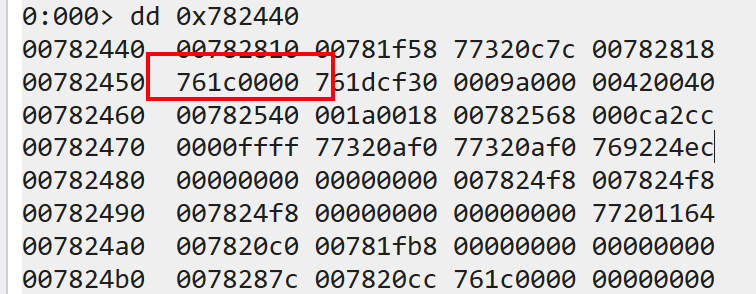 0:000> dd 0x782440
00782440  00782810 00781f58 77320c7c 00782818
00782450  761c0000 761dcf30 0009a000 00420040
00782460  00782540 001a0018 00782568 000ca2cc
00782470  0000ffff 77320af0 77320af0 769224ec
00782480  00000000 00000000 007824f8 007824f8
00782490  007824f8 00000000 00000000 77201164
007824a0  007820c0 00781fb8 00000000 00000000
007824b0  0078287c 007820cc 761c0000 00000000